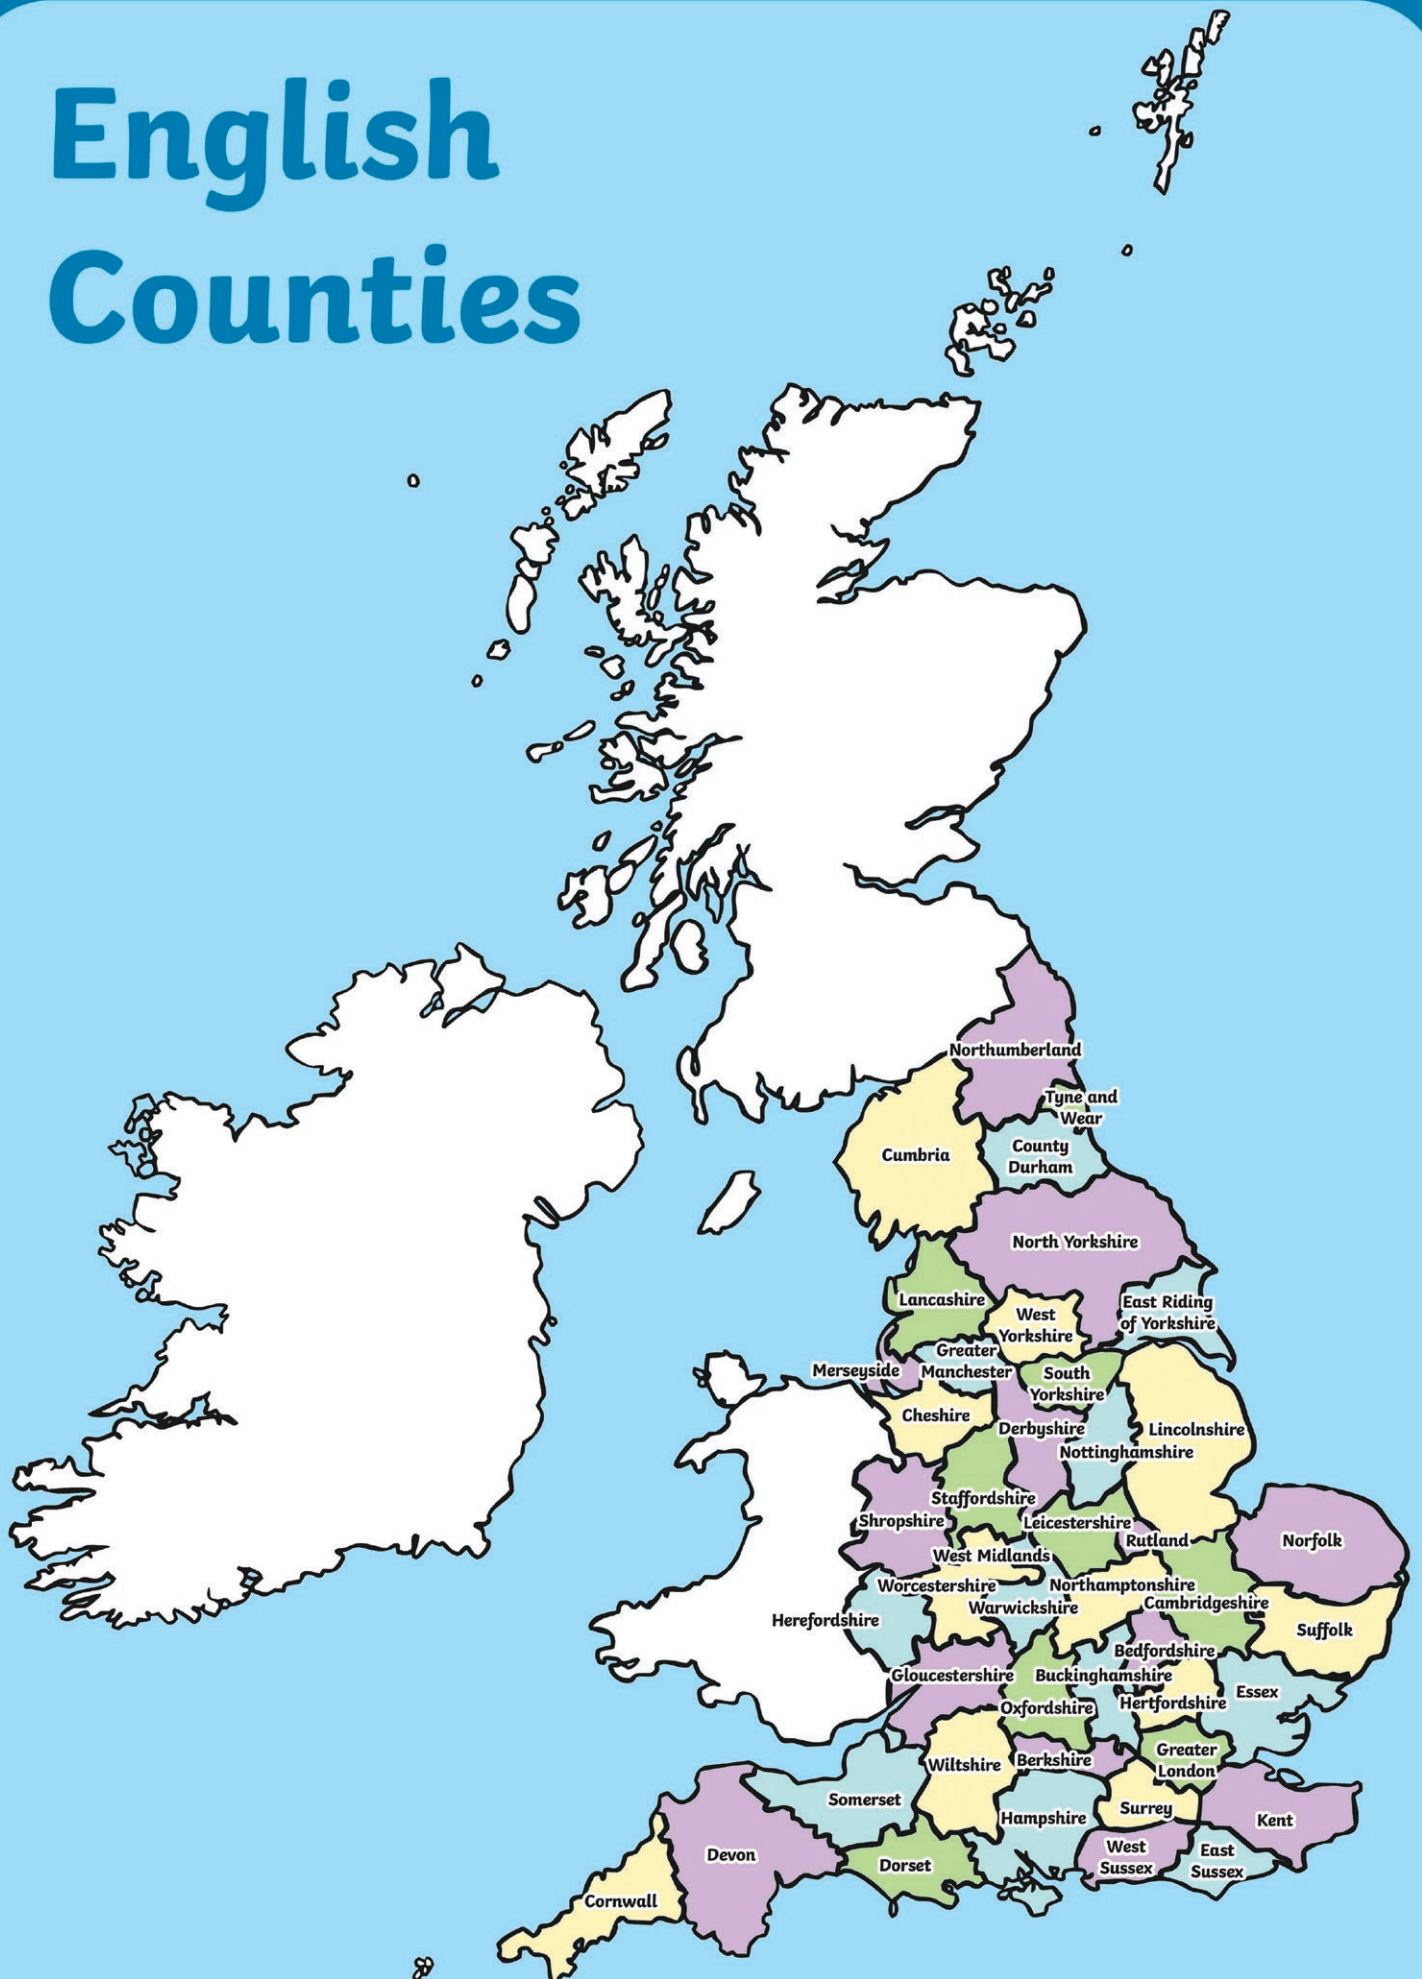 English
Counties
Northumberland
Tyne and
Wear
Cumbria
County
Durham
North Yorkshire
Lancashire
West
Yorkshire
East Riding
of Yorkshire
Greater
Manchester
Merseyside
South
Yorkshire
Cheshire
Derbyshire
Lincolnshire
Nottinghamshire
Staffordshire
Shropshire
Leicestershire
Rutland
Norfolk
West Midlands
Worcestershire
Northamptonshire
Warwickshire
Cambridgeshire
Herefordshire
Suffolk
Bedfordshire
Gloucestershire
Buckinghamshire
Essex
Hertfordshire
Oxfordshire
Greater
London
Berkshire
Wiltshire
Somerset
Surrey
Hampshire
Kent
West
Sussex
East
Sussex
Devon
Dorset
Cornwall